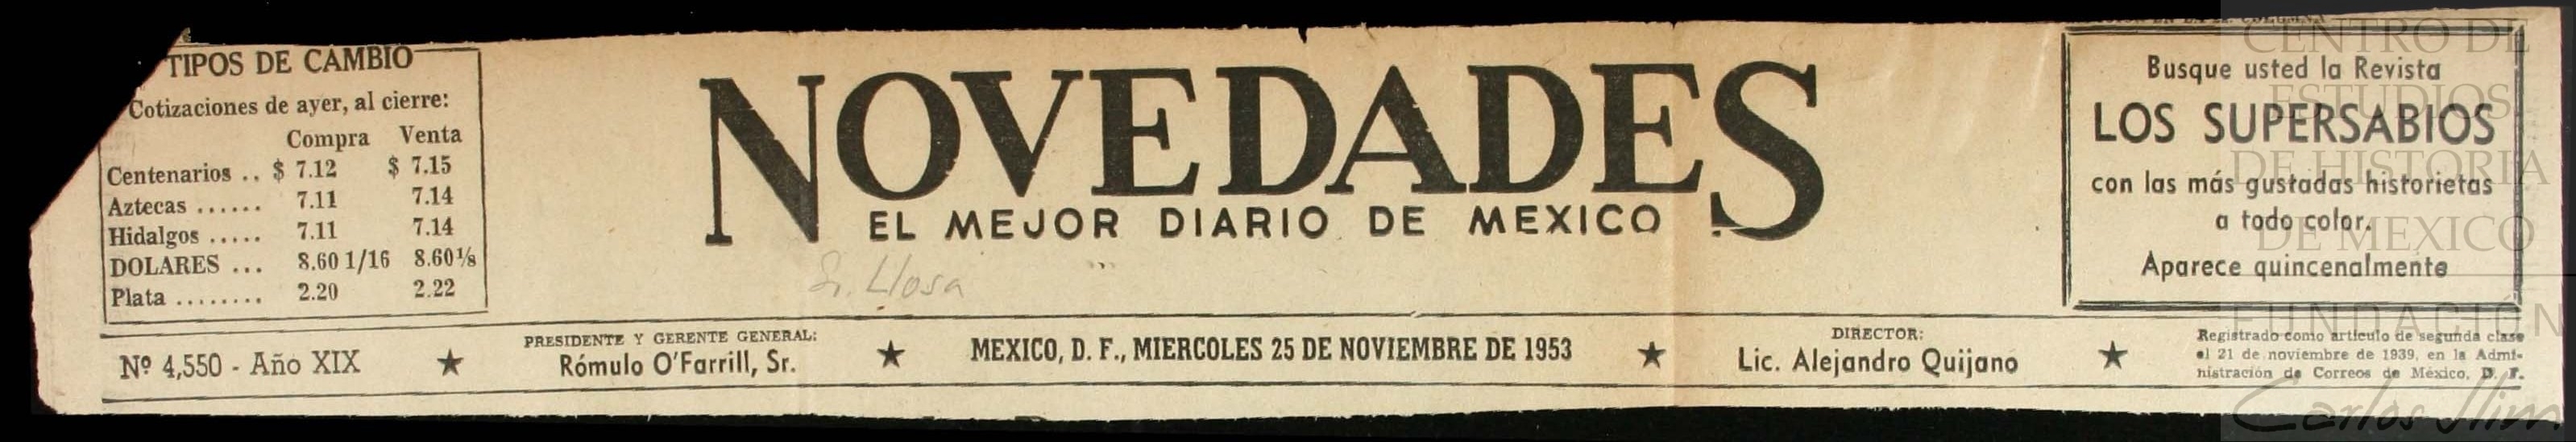 TIPOS DE CAMBIO
Cotizaciones de ayer, al cierre:
Compra Venta
Centenarios .. $ 7.12 $ 7.15
Aztecas ...... 7.11 7.14
Hidalgos ..... 7.11 7.14
DOLARES ... 8.60 1/16 8.60⅛
Plata ........ 2.20 2.22
NOVEDADES
EL MEJOR DIARIO DE MEXICO
Sr. Llosa
Busque usted la Revista
LOS SUPERSABIOS
con las más gustadas historietas
a todo color.
Aparece quincenalmente
Nº 4,550 - Año XIX
★
PRESIDENTE Y GERENTE GENERAL:
Rómulo O'Farrill, Sr.
★
MEXICO, D. F., MIERCOLES 25 DE NOVIEMBRE DE 1953
★
DIRECTOR:
Lic. Alejandro Quijano
★
Registrado como artículo de segunda clase
el 21 de noviembre de 1939, en la Admi-
nistración de Correos de México, D. F.
CENTRO DE
ESTUDIOS
DE HISTORIA
DE MEXICO
FUNDACIÓN
Carlos Slim.